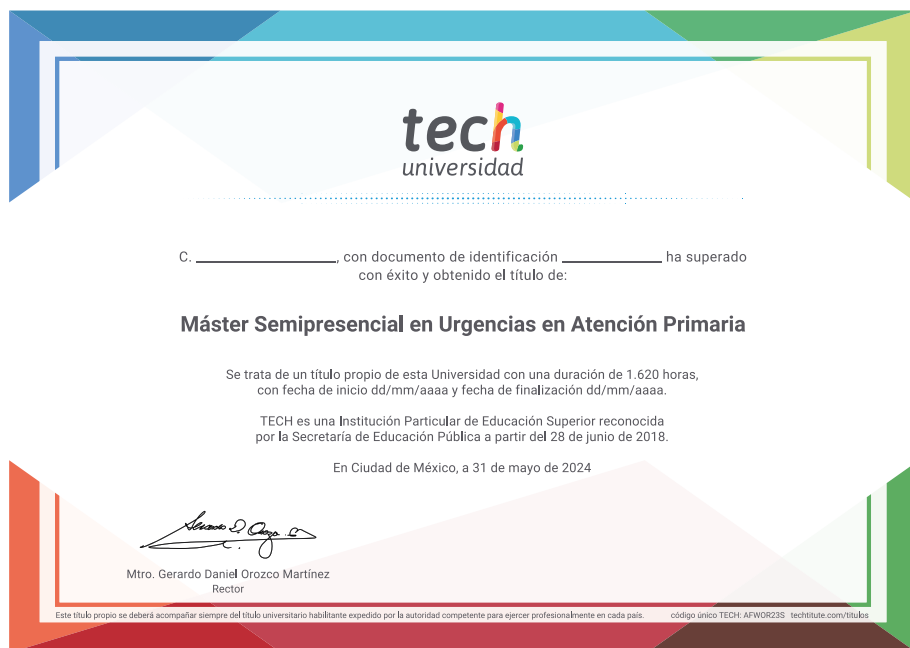 tech
universidad
C. ____________________, con documento de identificación ______________ ha superado
con éxito y obtenido el título de:
Máster Semipresencial en Urgencias en Atención Primaria
Se trata de un título propio de esta Universidad con una duración de 1.620 horas,
con fecha de inicio dd/mm/aaaa y fecha de finalización dd/mm/aaaa.
TECH es una Institución Particular de Educación Superior reconocida
por la Secretaría de Educación Pública a partir del 28 de junio de 2018.
En Ciudad de México, a 31 de mayo de 2024
Mtro. Gerardo Daniel Orozco Martínez
Rector
Este título propio se deberá acompañar siempre del título universitario habilitante expedido por la autoridad competente para ejercer profesionalmente en cada país. código único TECH: AFWOR23S techtitute.com/titulos